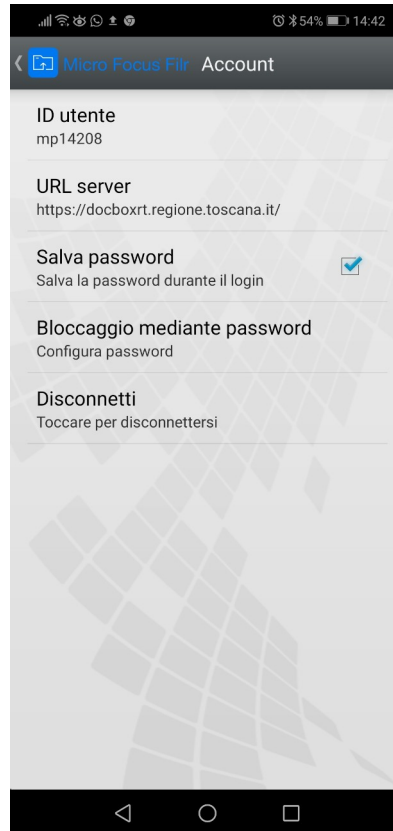 54% 14:42
Micro Focus Filr Account
ID utente
mp14208
URL server
https://docboxrt.regione.toscana.it/
Salva password
Salva la password durante il login
Bloccaggio mediante password
Configura password
Disconnetti
Toccare per disconnettersi